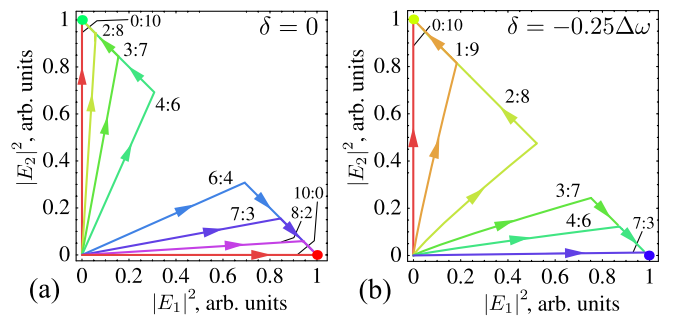 δ = 0
0:10
2:8
3:7
4:6
6:4
7:3
8:2
10:0
1
0.8
0.6
0.4
0.2
0
0 0.2 0.4 0.6 0.8 1
|E₂|², arb. units
|E₁|², arb. units
(a)
δ = −0.25Δω
0:10
1:9
2:8
3:7
4:6
7:3
1
0.8
0.6
0.4
0.2
0
0 0.2 0.4 0.6 0.8 1
|E₂|², arb. units
|E₁|², arb. units
(b)